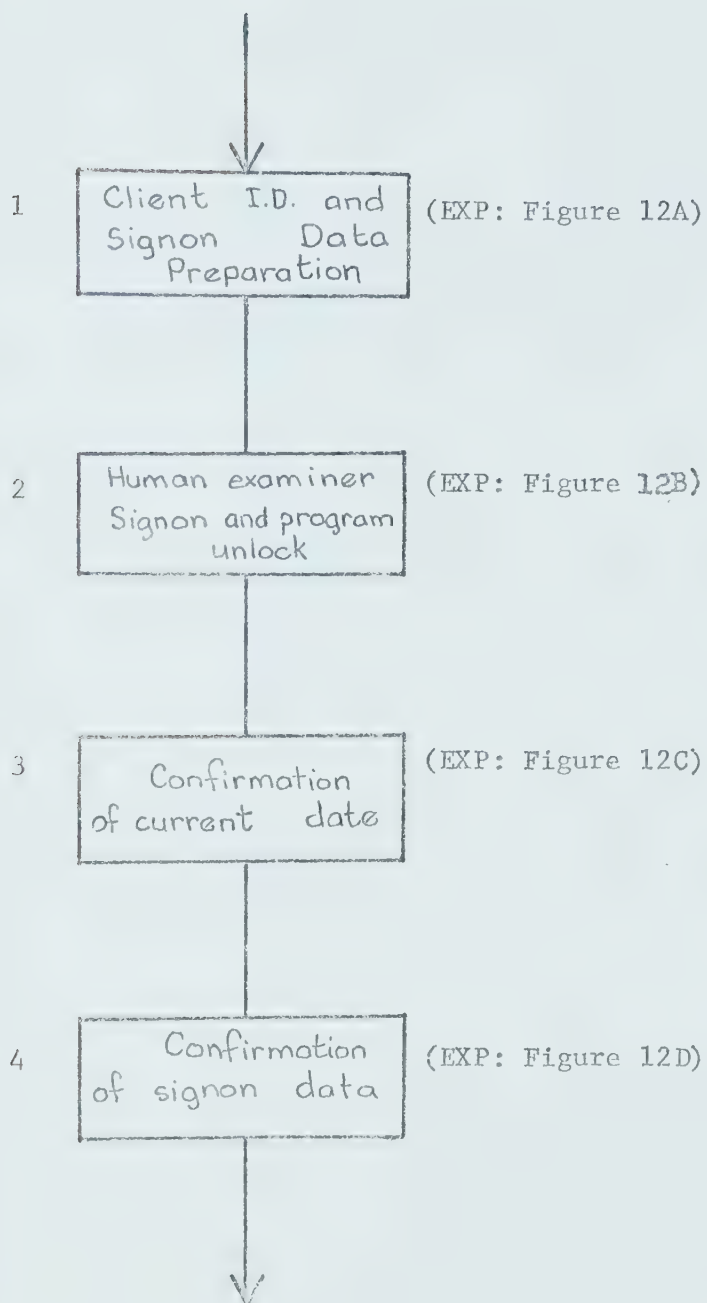 1
Client I.D. and
Signon Data
Preparation
(EXP: Figure 12A)
2
Human examiner
Signon and program
unlock
(EXP: Figure 12B)
3
Confirmation
of current date
(EXP: Figure 12C)
4
Confirmation
of signon data
(EXP: Figure 12D)